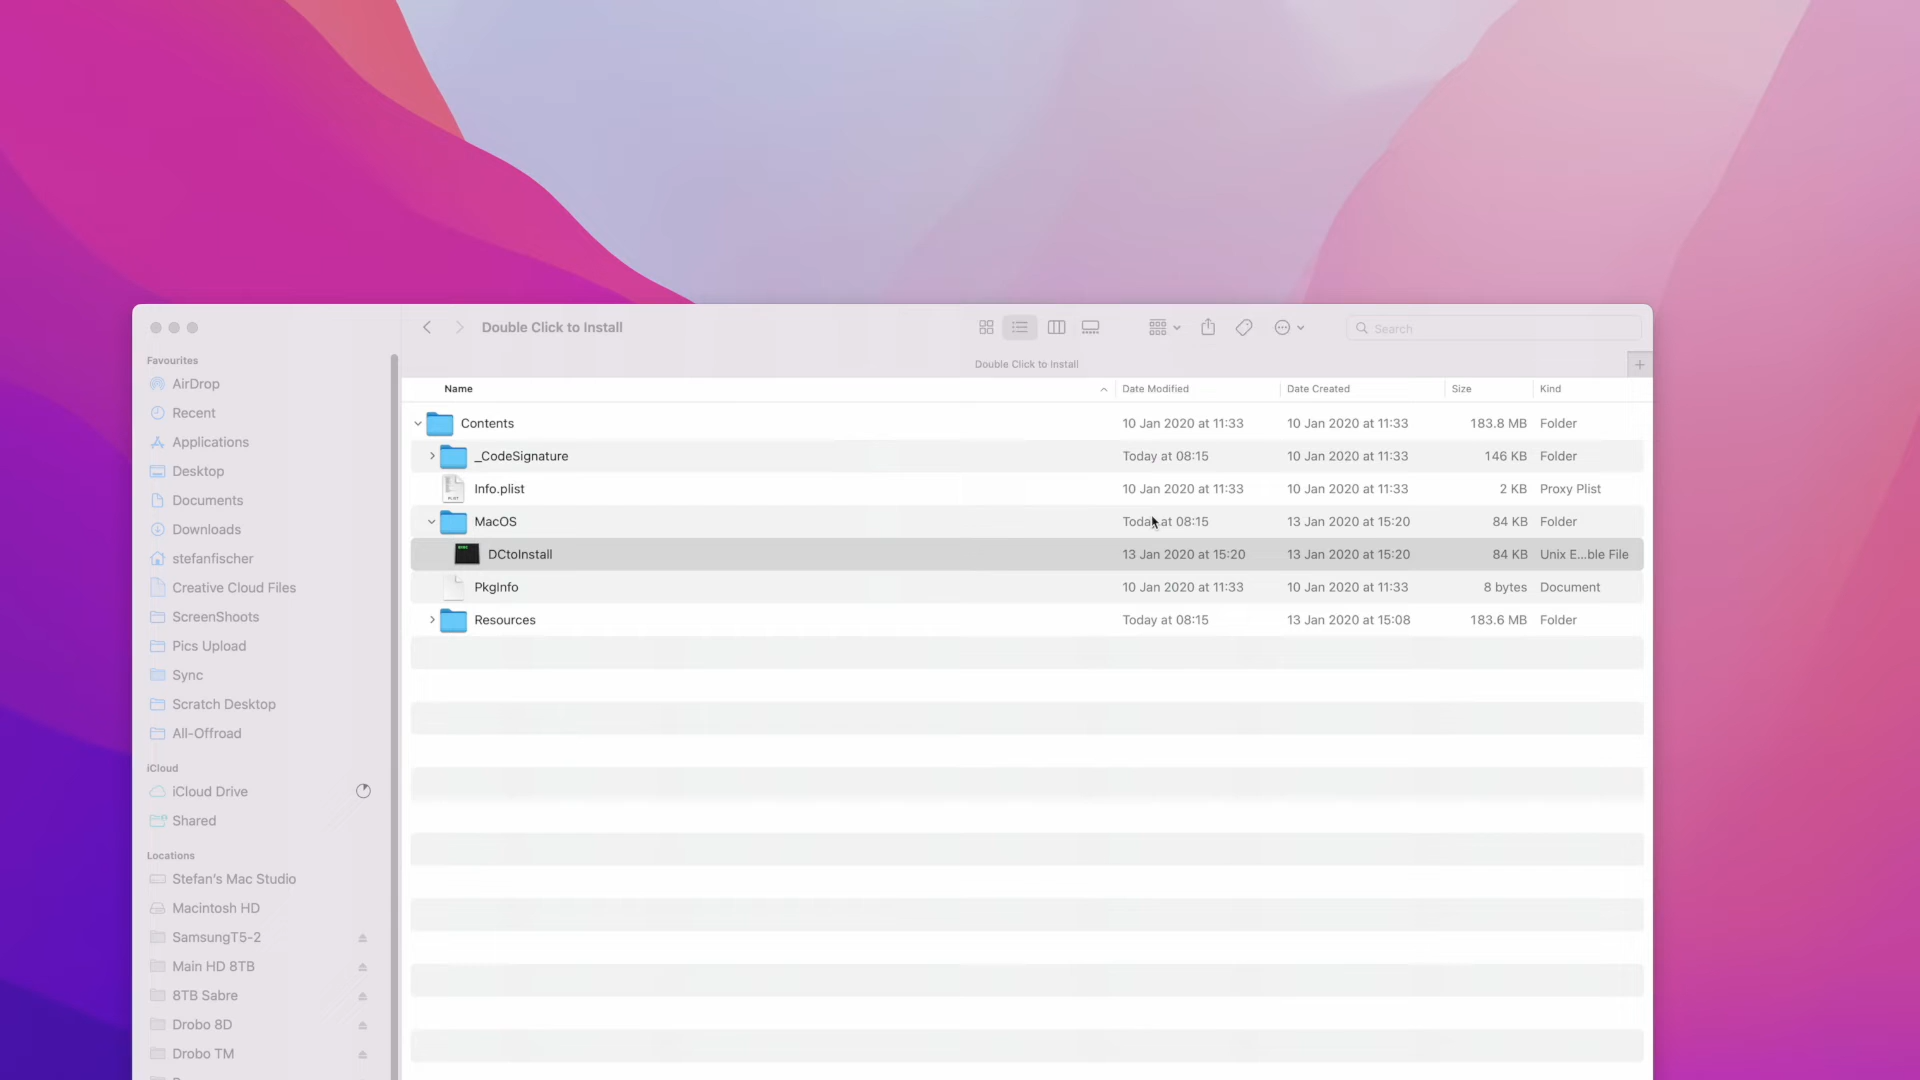 Double Click to Install
Search
Double Click to Install
Favourites
AirDrop
Recent
Applications
Desktop
Documents
Downloads
stefanfischer
Creative Cloud Files
ScreenShoots
Pics Upload
Sync
Scratch Desktop
All-Offroad
iCloud
iCloud Drive
Shared
Locations
Stefan's Mac Studio
Macintosh HD
SamsungT5-2
Main HD 8TB
8TB Sabre
Drobo 8D
Drobo TM
Name Date Modified Date Created Size Kind
Contents 10 Jan 2020 at 11:33 10 Jan 2020 at 11:33 183.8 MB Folder
_CodeSignature Today at 08:15 10 Jan 2020 at 11:33 146 KB Folder
Info.plist 10 Jan 2020 at 11:33 10 Jan 2020 at 11:33 2 KB Proxy Plist
MacOS Today at 08:15 13 Jan 2020 at 15:20 84 KB Folder
DCtoInstall 13 Jan 2020 at 15:20 13 Jan 2020 at 15:20 84 KB Unix E...ble File
PkgInfo 10 Jan 2020 at 11:33 10 Jan 2020 at 11:33 8 bytes Document
Resources Today at 08:15 13 Jan 2020 at 15:08 183.6 MB Folder